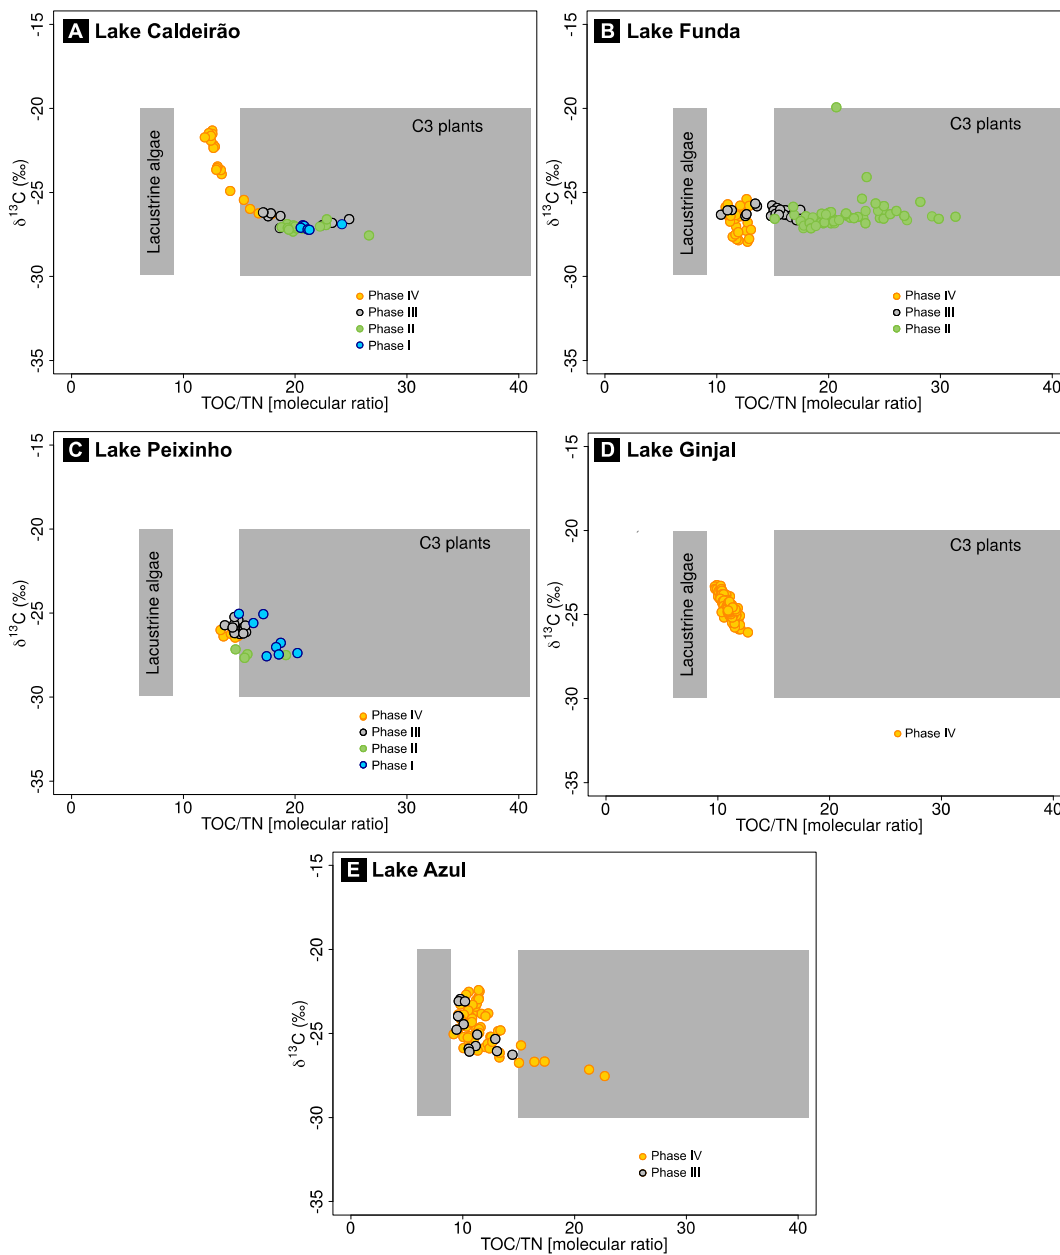 A Lake Caldeirão
-15
-20
-25
-30
-35
δ13C (‰)
Lacustrine algae
C3 plants
Phase IV
Phase III
Phase II
Phase I
0 10 20 30 40
TOC/TN [molecular ratio]
B Lake Funda
-15
-20
-25
-30
-35
δ13C (‰)
Lacustrine algae
C3 plants
Phase IV
Phase III
Phase II
0 10 20 30 40
TOC/TN [molecular ratio]
C Lake Peixinho
-15
-20
-25
-30
-35
δ13C (‰)
Lacustrine algae
C3 plants
Phase IV
Phase III
Phase II
Phase I
0 10 20 30 40
TOC/TN [molecular ratio]
D Lake Ginjal
-15
-20
-25
-30
-35
δ13C (‰)
Lacustrine algae
C3 plants
Phase IV
0 10 20 30 40
TOC/TN [molecular ratio]
E Lake Azul
-15
-20
-25
-30
-35
δ13C (‰)
Phase IV
Phase III
0 10 20 30 40
TOC/TN [molecular ratio]